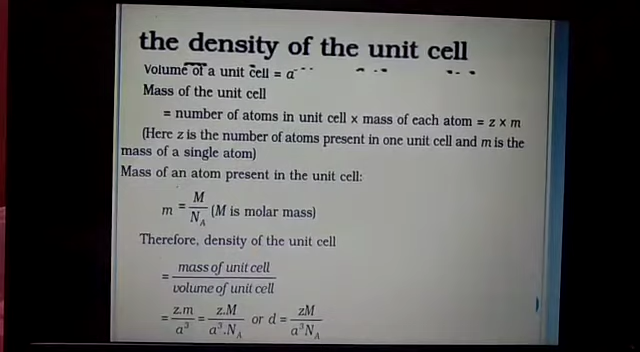 the density of the unit cell
Volume of a unit cell = a
Mass of the unit cell
= number of atoms in unit cell x mass of each atom = z x m
(Here z is the number of atoms present in one unit cell and m is the
mass of a single atom)
Mass of an atom present in the unit cell:
m = M/N_A (M is molar mass)
Therefore, density of the unit cell
= mass of unit cell / volume of unit cell
= z.m/a³ = z.M/a³.N_A or d = zM/a³N_A